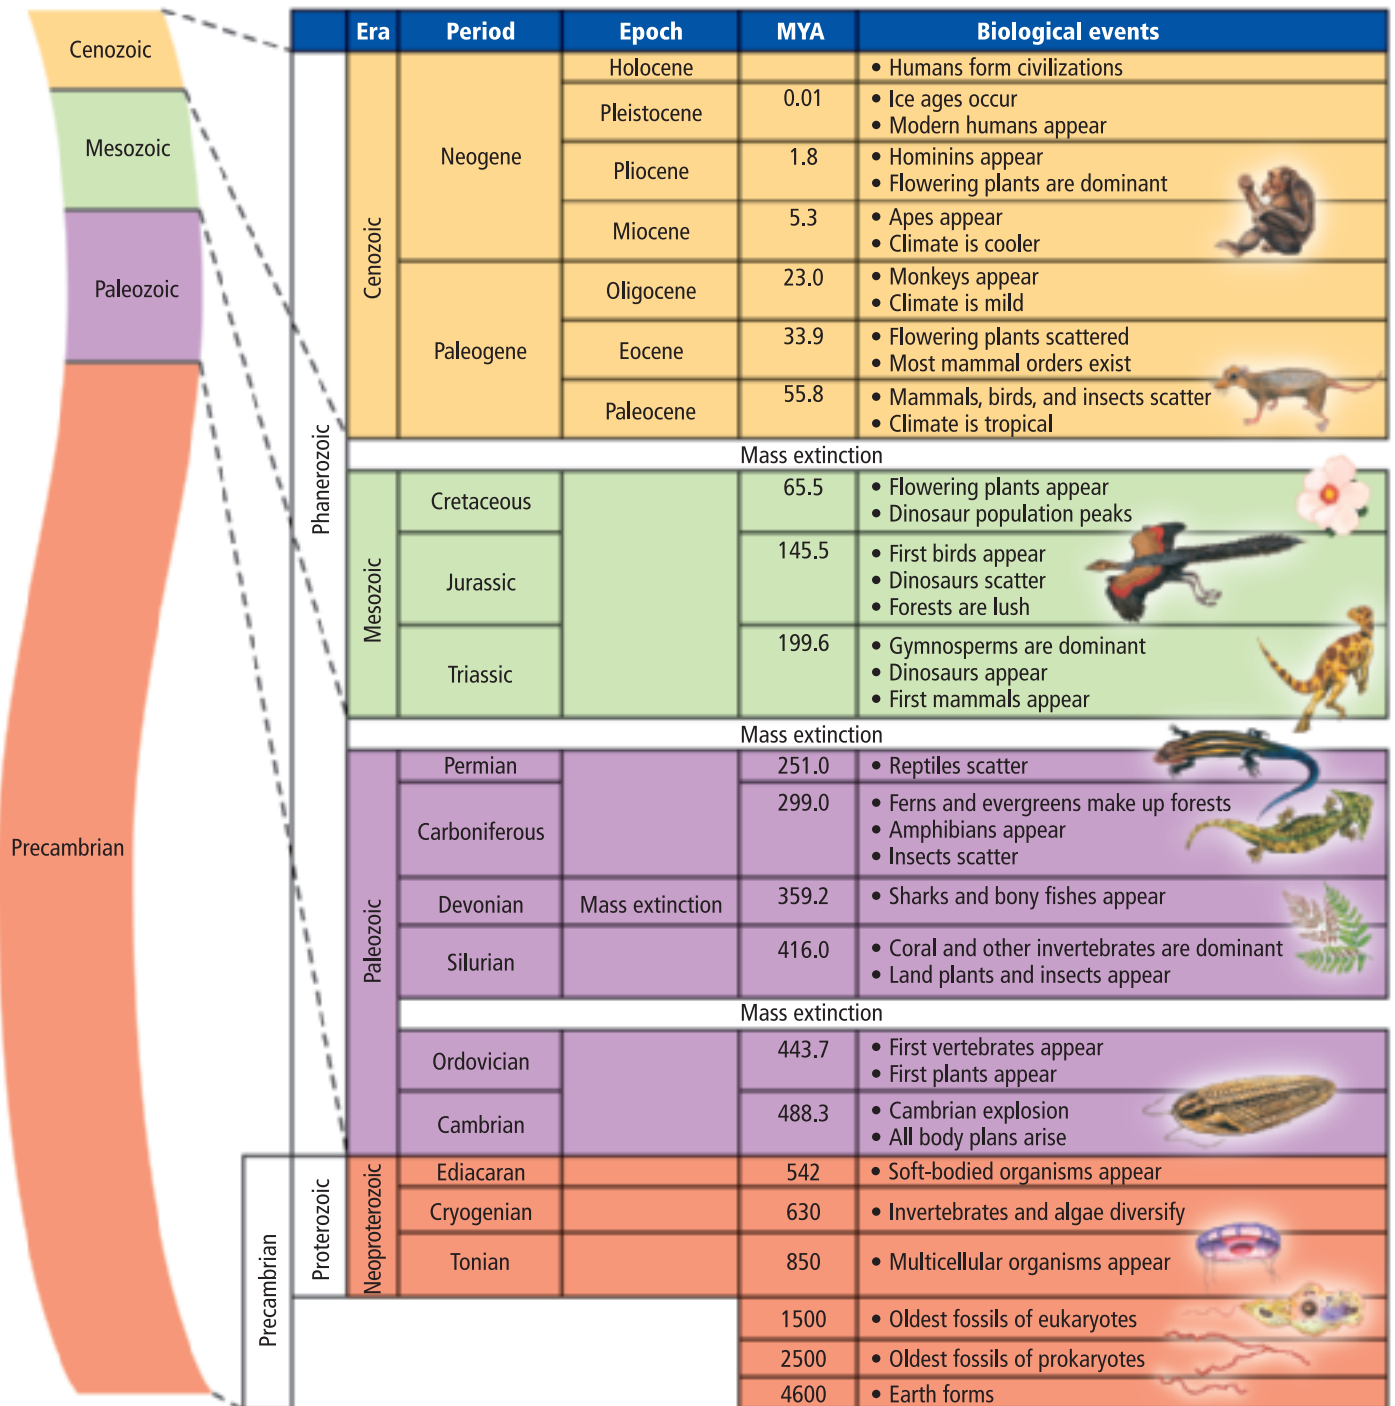 Cenozoic
Mesozoic
Paleozoic
Precambrian
Era Period Epoch MYA Biological events
Phanerozoic
Cenozoic
Neogene
Holocene
• Humans form civilizations
Pleistocene
0.01
• Ice ages occur
• Modern humans appear
Pliocene
1.8
• Hominins appear
• Flowering plants are dominant
Miocene
5.3
• Apes appear
• Climate is cooler
Paleogene
Oligocene
23.0
• Monkeys appear
• Climate is mild
Eocene
33.9
• Flowering plants scattered
• Most mammal orders exist
Paleocene
55.8
• Mammals, birds, and insects scatter
• Climate is tropical
Mass extinction
Mesozoic
Cretaceous
65.5
• Flowering plants appear
• Dinosaur population peaks
Jurassic
145.5
• First birds appear
• Dinosaurs scatter
• Forests are lush
Triassic
199.6
• Gymnosperms are dominant
• Dinosaurs appear
• First mammals appear
Mass extinction
Paleozoic
Permian
251.0
• Reptiles scatter
Carboniferous
299.0
• Ferns and evergreens make up forests
• Amphibians appear
• Insects scatter
Devonian
Mass extinction
359.2
• Sharks and bony fishes appear
Silurian
416.0
• Coral and other invertebrates are dominant
• Land plants and insects appear
Mass extinction
Ordovician
443.7
• First vertebrates appear
• First plants appear
Cambrian
488.3
• Cambrian explosion
• All body plans arise
Precambrian
Proterozoic
Neoproterozoic
Ediacaran
542
• Soft-bodied organisms appear
Cryogenian
630
• Invertebrates and algae diversify
Tonian
850
• Multicellular organisms appear
1500
• Oldest fossils of eukaryotes
2500
• Oldest fossils of prokaryotes
4600
• Earth forms